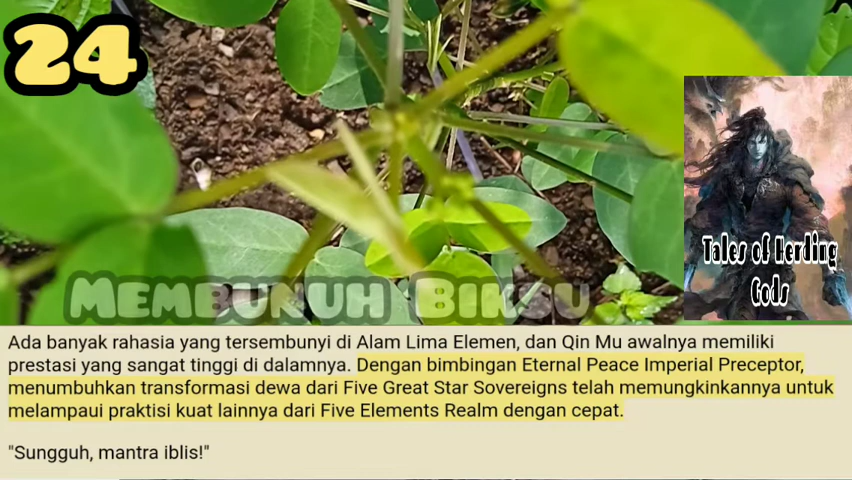 24
Tales of Herding
Gods
MEMBUNUH BIKSU
Ada banyak rahasia yang tersembunyi di Alam Lima Elemen, dan Qin Mu awalnya memiliki
prestasi yang sangat tinggi di dalamnya. Dengan bimbingan Eternal Peace Imperial Preceptor,
menumbuhkan transformasi dewa dari Five Great Star Sovereigns telah memungkinkannya untuk
melampaui praktisi kuat lainnya dari Five Elements Realm dengan cepat.
"Sungguh, mantra iblis!"